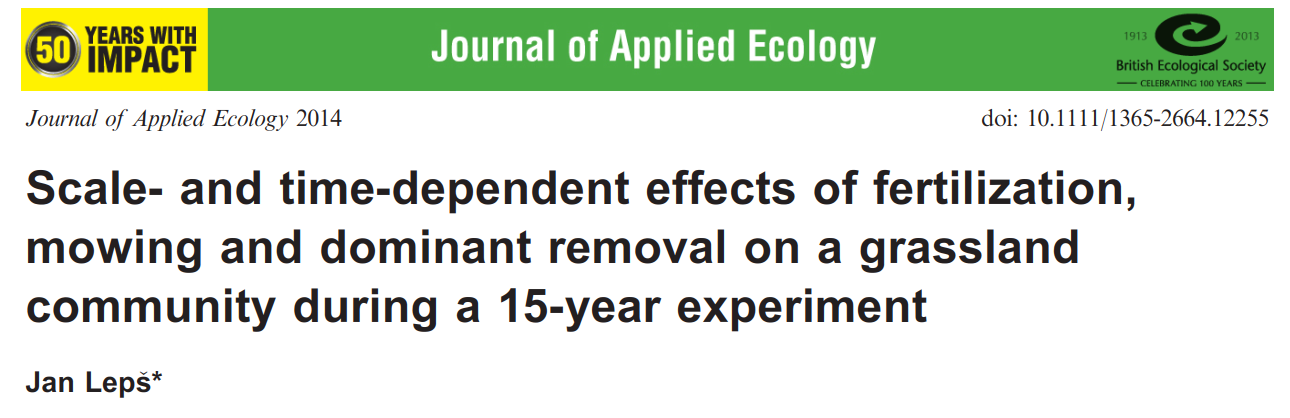 50 YEARS WITH IMPACT
Journal of Applied Ecology
1913 2013
British Ecological Society
CELEBRATING 100 YEARS
Journal of Applied Ecology 2014
doi: 10.1111/1365-2664.12255
Scale- and time-dependent effects of fertilization,
mowing and dominant removal on a grassland
community during a 15-year experiment
Jan Lepš*